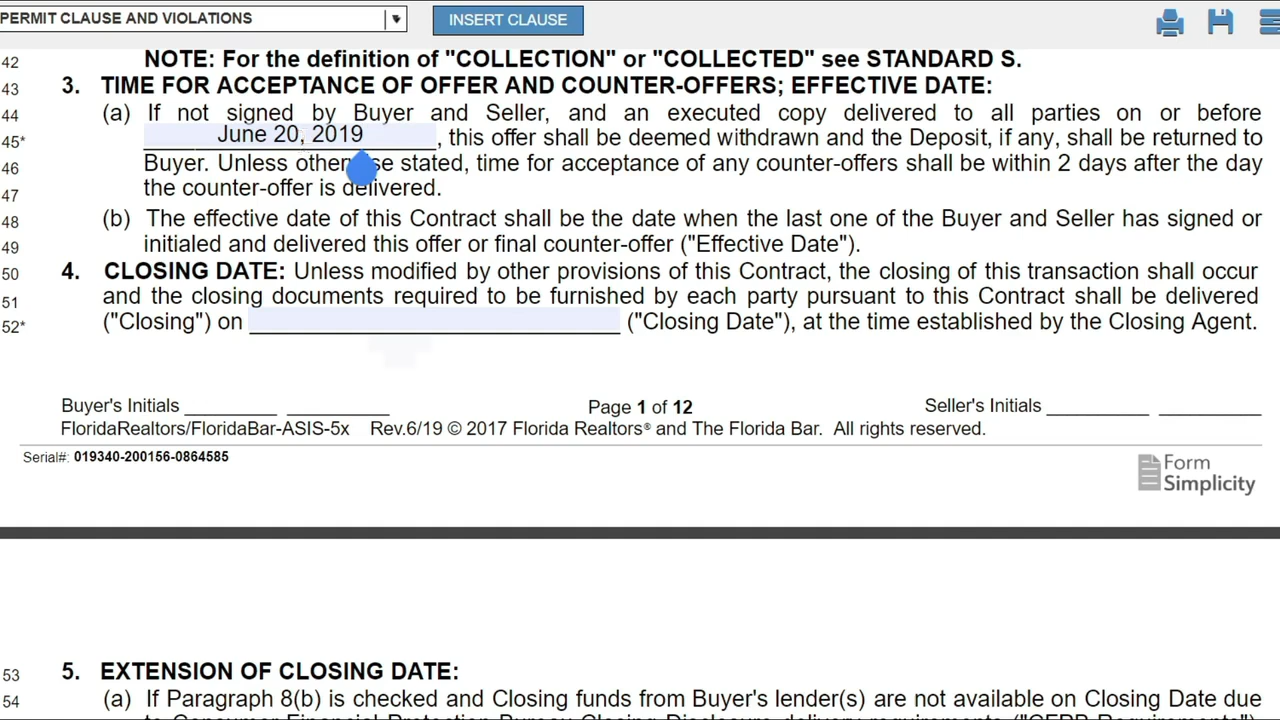 PERMIT CLAUSE AND VIOLATIONS
INSERT CLAUSE
42 NOTE: For the definition of "COLLECTION" or "COLLECTED" see STANDARD S.
43 3. TIME FOR ACCEPTANCE OF OFFER AND COUNTER-OFFERS; EFFECTIVE DATE:
44 (a) If not signed by Buyer and Seller, and an executed copy delivered to all parties on or before
45* June 20, 2019, this offer shall be deemed withdrawn and the Deposit, if any, shall be returned to
46 Buyer. Unless otherwise stated, time for acceptance of any counter-offers shall be within 2 days after the day
47 the counter-offer is delivered.
48 (b) The effective date of this Contract shall be the date when the last one of the Buyer and Seller has signed or
49 initialed and delivered this offer or final counter-offer ("Effective Date").
50 4. CLOSING DATE: Unless modified by other provisions of this Contract, the closing of this transaction shall occur
51 and the closing documents required to be furnished by each party pursuant to this Contract shall be delivered
52* ("Closing") on ("Closing Date"), at the time established by the Closing Agent.
Buyer's Initials Page 1 of 12 Seller's Initials
FloridaRealtors/FloridaBar-ASIS-5x Rev.6/19 © 2017 Florida Realtors® and The Florida Bar. All rights reserved.
Serial#: 019340-200156-0864585
Form
Simplicity
53 5. EXTENSION OF CLOSING DATE:
54 (a) If Paragraph 8(b) is checked and Closing funds from Buyer's lender(s) are not available on Closing Date due